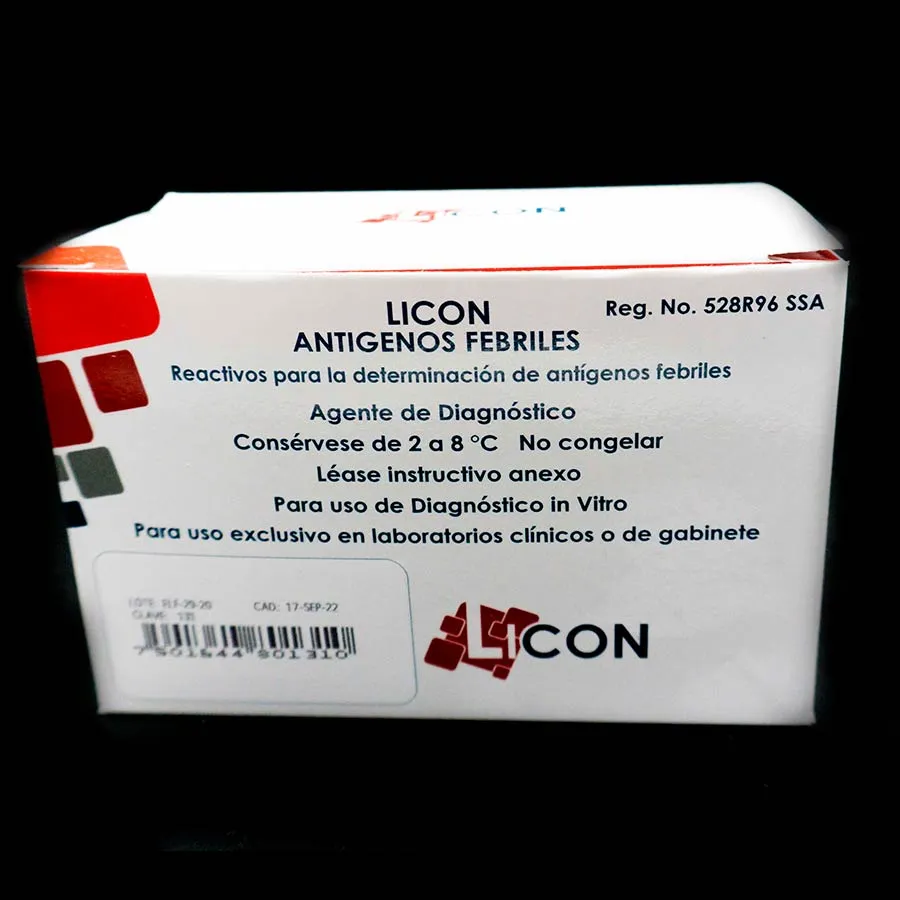 LICON
LICON
Reg. No. 528R96 SSA
ANTIGENOS FEBRILES
Reactivos para la determinación de antígenos febriles
Agente de Diagnóstico
Consérvese de 2 a 8 °C No congelar
Léase instructivo anexo
Para uso de Diagnóstico in Vitro
Para uso exclusivo en laboratorios clínicos o de gabinete
CAD.: 17-SEP-22
7 501644 801310
LICON